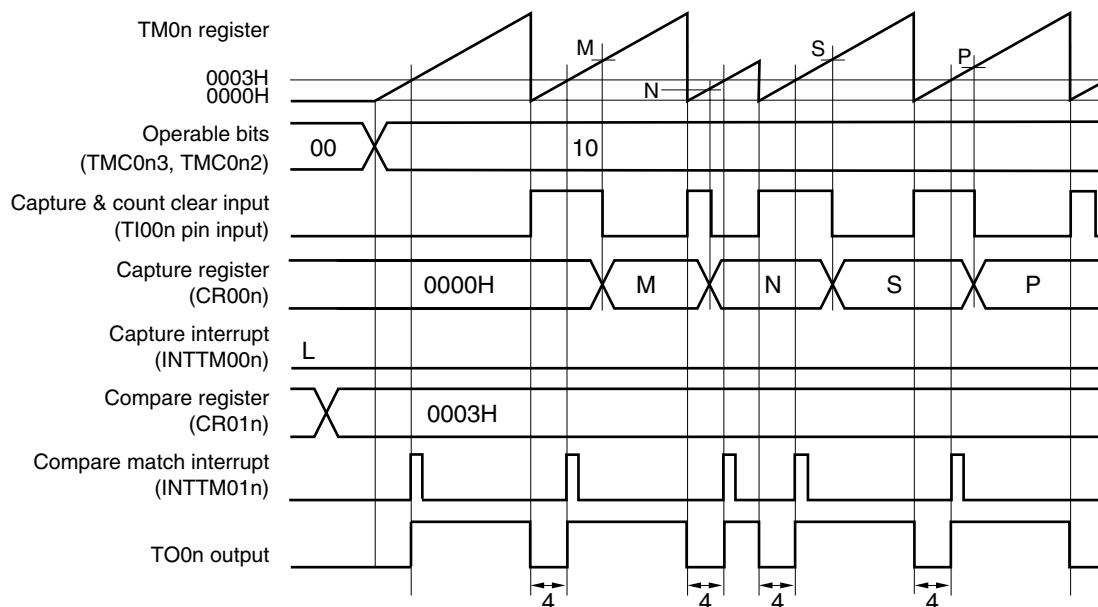 TM0n register
M
S
P
0003H
N
0000H
Operable bits
(TMC0n3, TMC0n2)
00
10
Capture & count clear input
(TI00n pin input)
Capture register
(CR00n)
0000H
M
N
S
P
Capture interrupt
(INTTM00n)
L
Compare register
(CR01n)
0003H
Compare match interrupt
(INTTM01n)
TO0n output
4
4
4
4